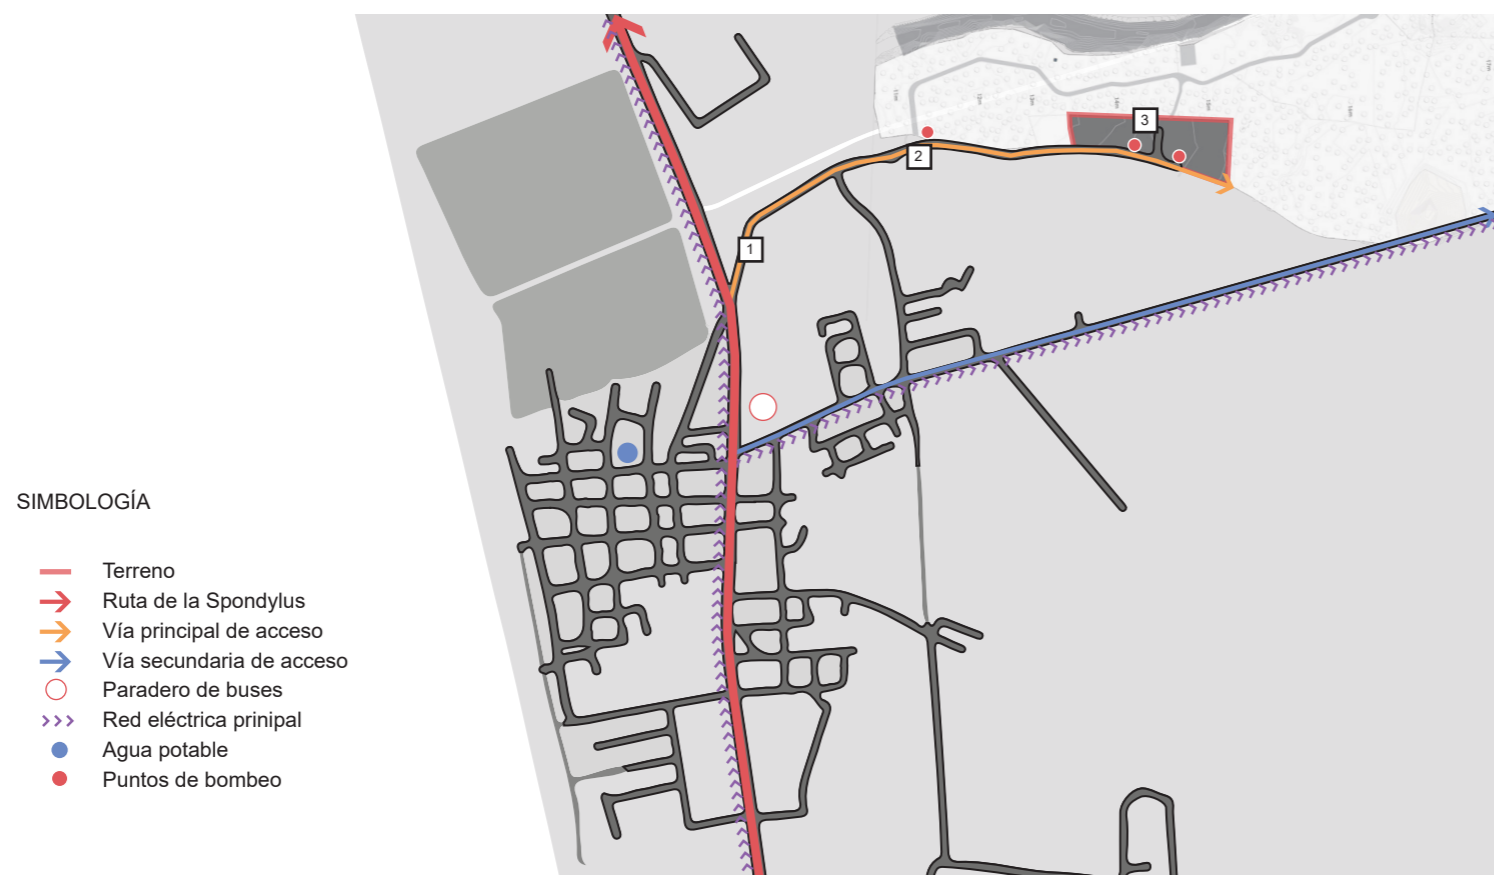 3
2
1
SIMBOLOGÍA
Terreno
Ruta de la Spondylus
Vía principal de acceso
Vía secundaria de acceso
Paradero de buses
Red eléctrica prinipal
Agua potable
Puntos de bombeo